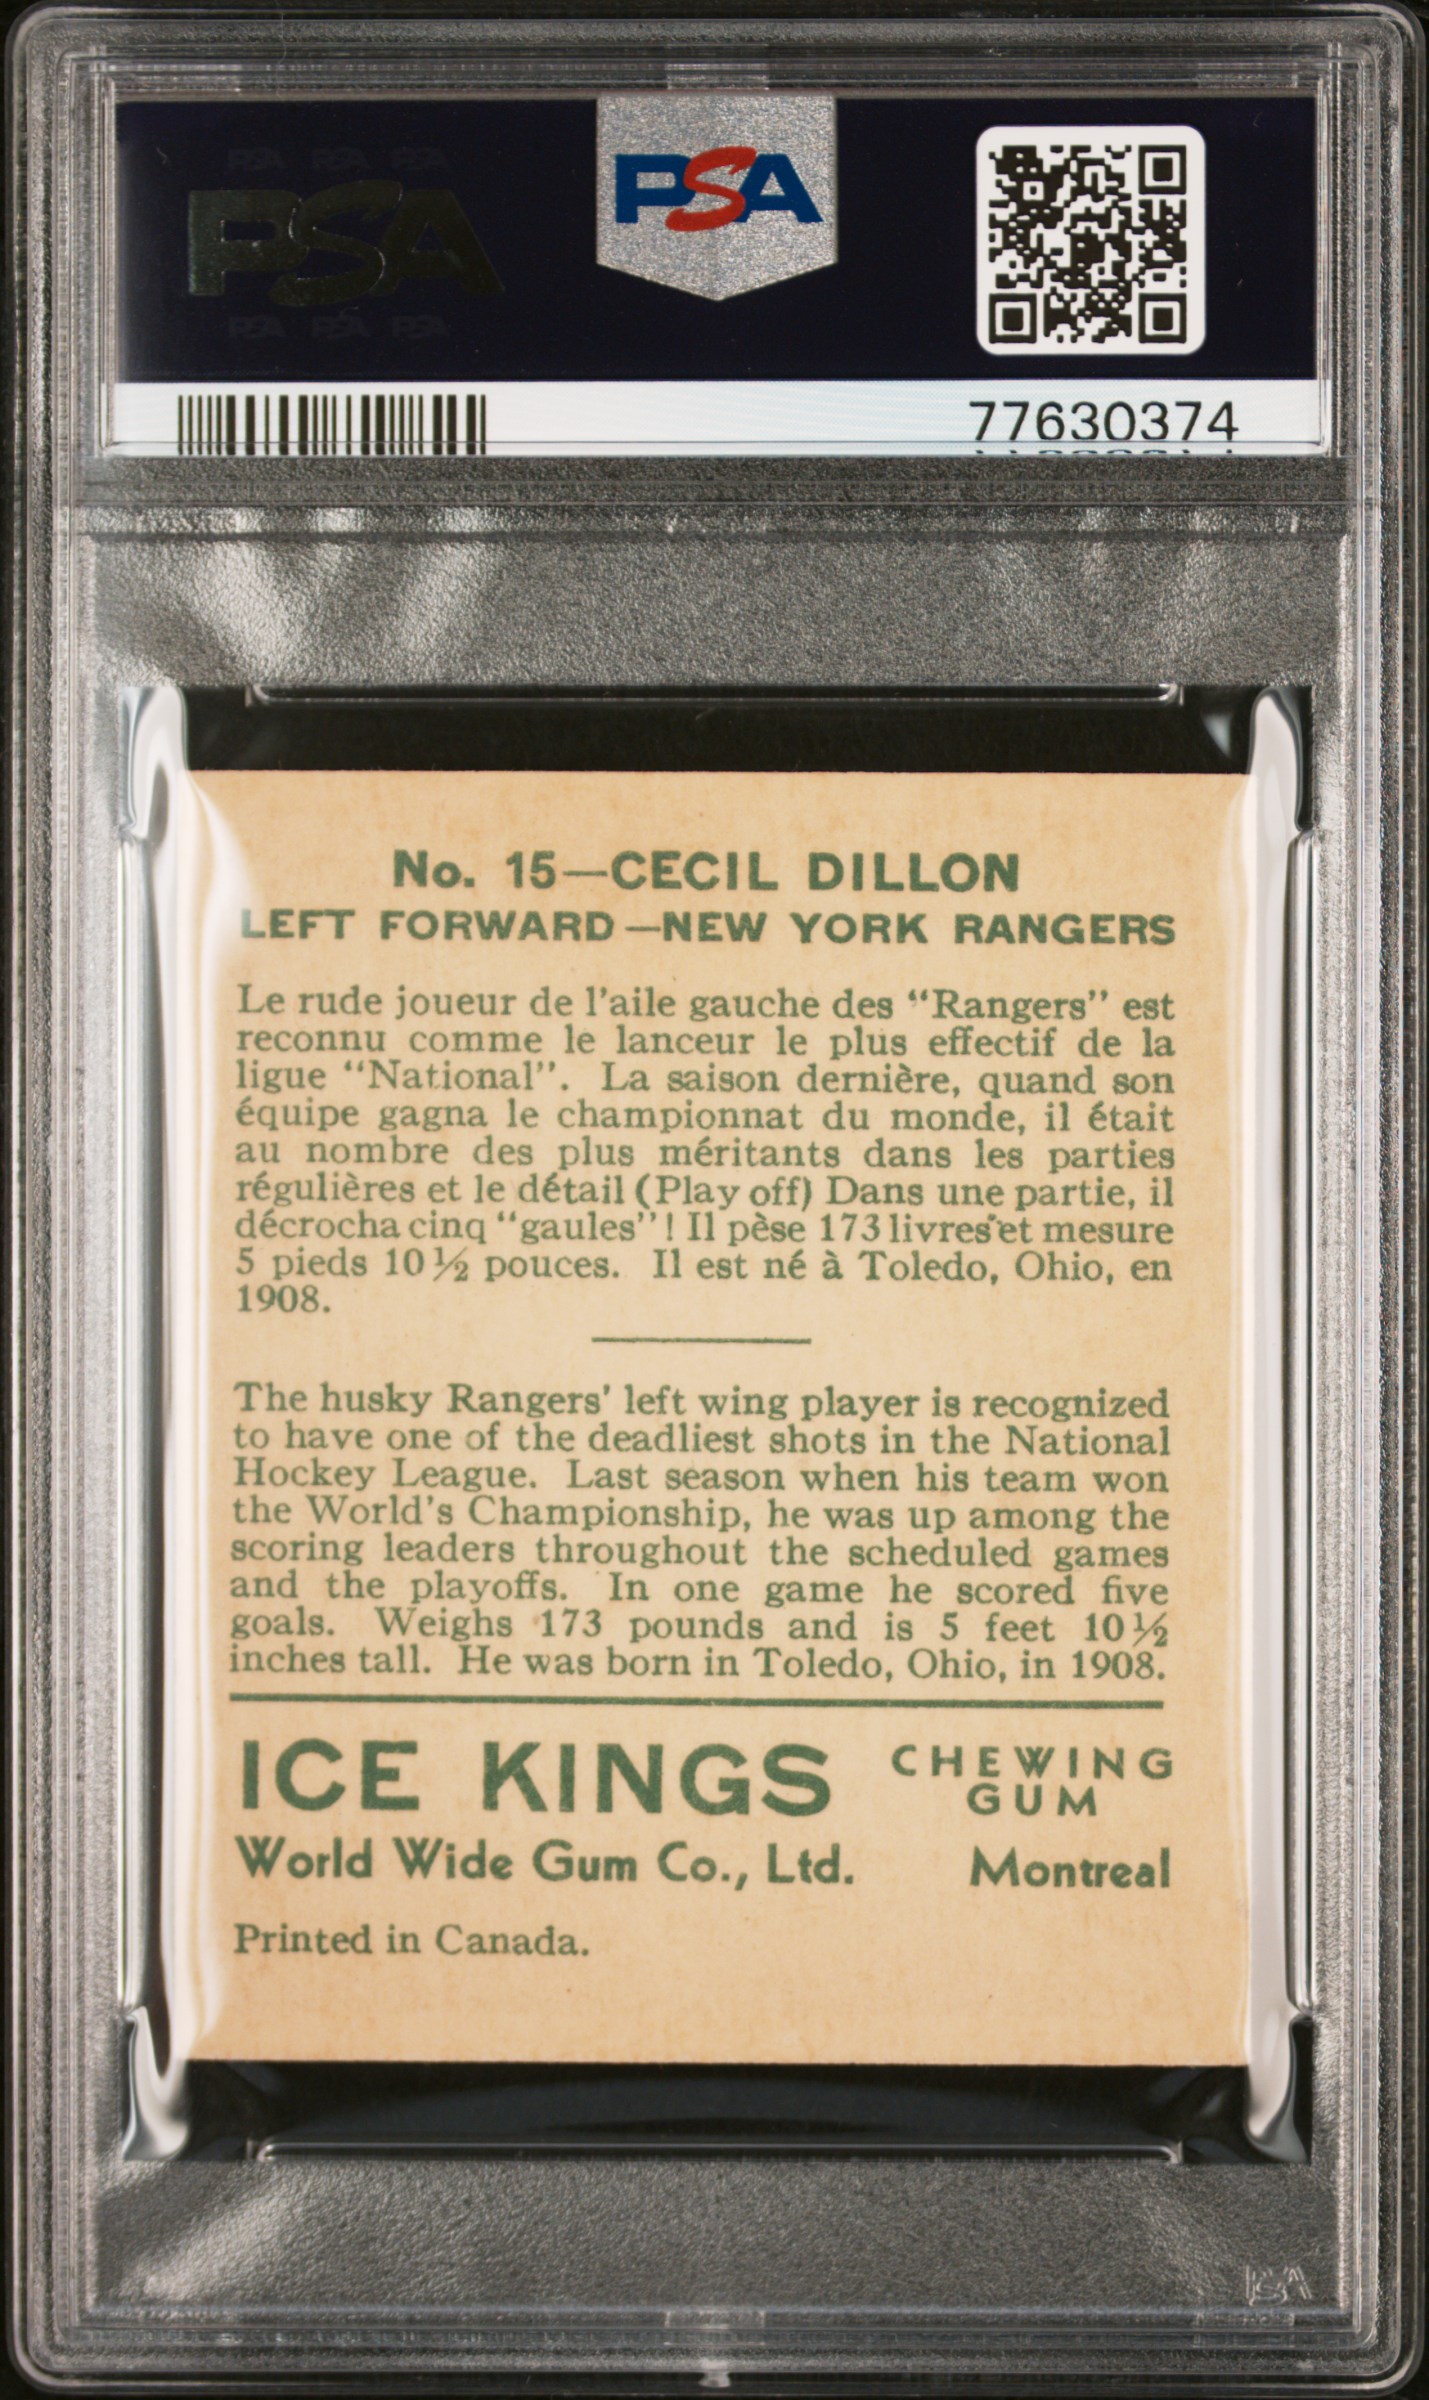 PSA PSA PSA
PSA
PSA PSA PSA
PSA
77630374
No. 15—CECIL DILLON
LEFT FORWARD—NEW YORK RANGERS
Le rude joueur de l'aile gauche des "Rangers" est
reconnu comme le lanceur le plus effectif de la
ligue "National". La saison dernière, quand son
équipe gagna le championnat du monde, il était
au nombre des plus méritants dans les parties
régulières et le détail (Play off) Dans une partie, il
décrocha cinq "gaules"! Il pèse 173 livres et mesure
5 pieds 10½ pouces. Il est né à Toledo, Ohio, en
1908.
The husky Rangers' left wing player is recognized
to have one of the deadliest shots in the National
Hockey League. Last season when his team won
the World's Championship, he was up among the
scoring leaders throughout the scheduled games
and the playoffs. In one game he scored five
goals. Weighs 173 pounds and is 5 feet 10½
inches tall. He was born in Toledo, Ohio, in 1908.
ICE KINGS CHEWING GUM
World Wide Gum Co., Ltd. Montreal
Printed in Canada.
PSA